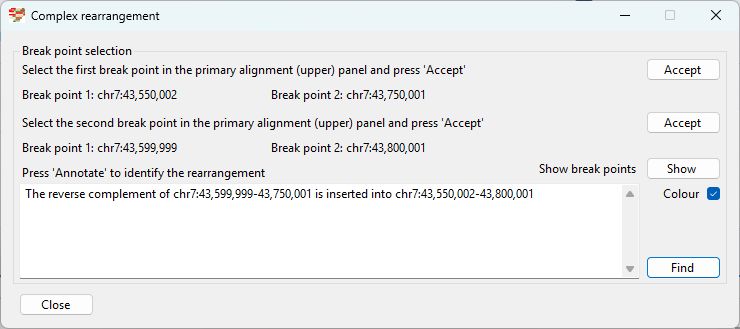 Complex rearrangement
Break point selection
Select the first break point in the primary alignment (upper) panel and press 'Accept'
Accept
Break point 1: chr7:43,550,002 Break point 2: chr7:43,750,001
Select the second break point in the primary alignment (upper) panel and press 'Accept'
Accept
Break point 1: chr7:43,599,999 Break point 2: chr7:43,800,001
Press 'Annotate' to identify the rearrangement
Show break points Show
The reverse complement of chr7:43,599,999-43,750,001 is inserted into chr7:43,550,002-43,800,001
Colour
Find
Close